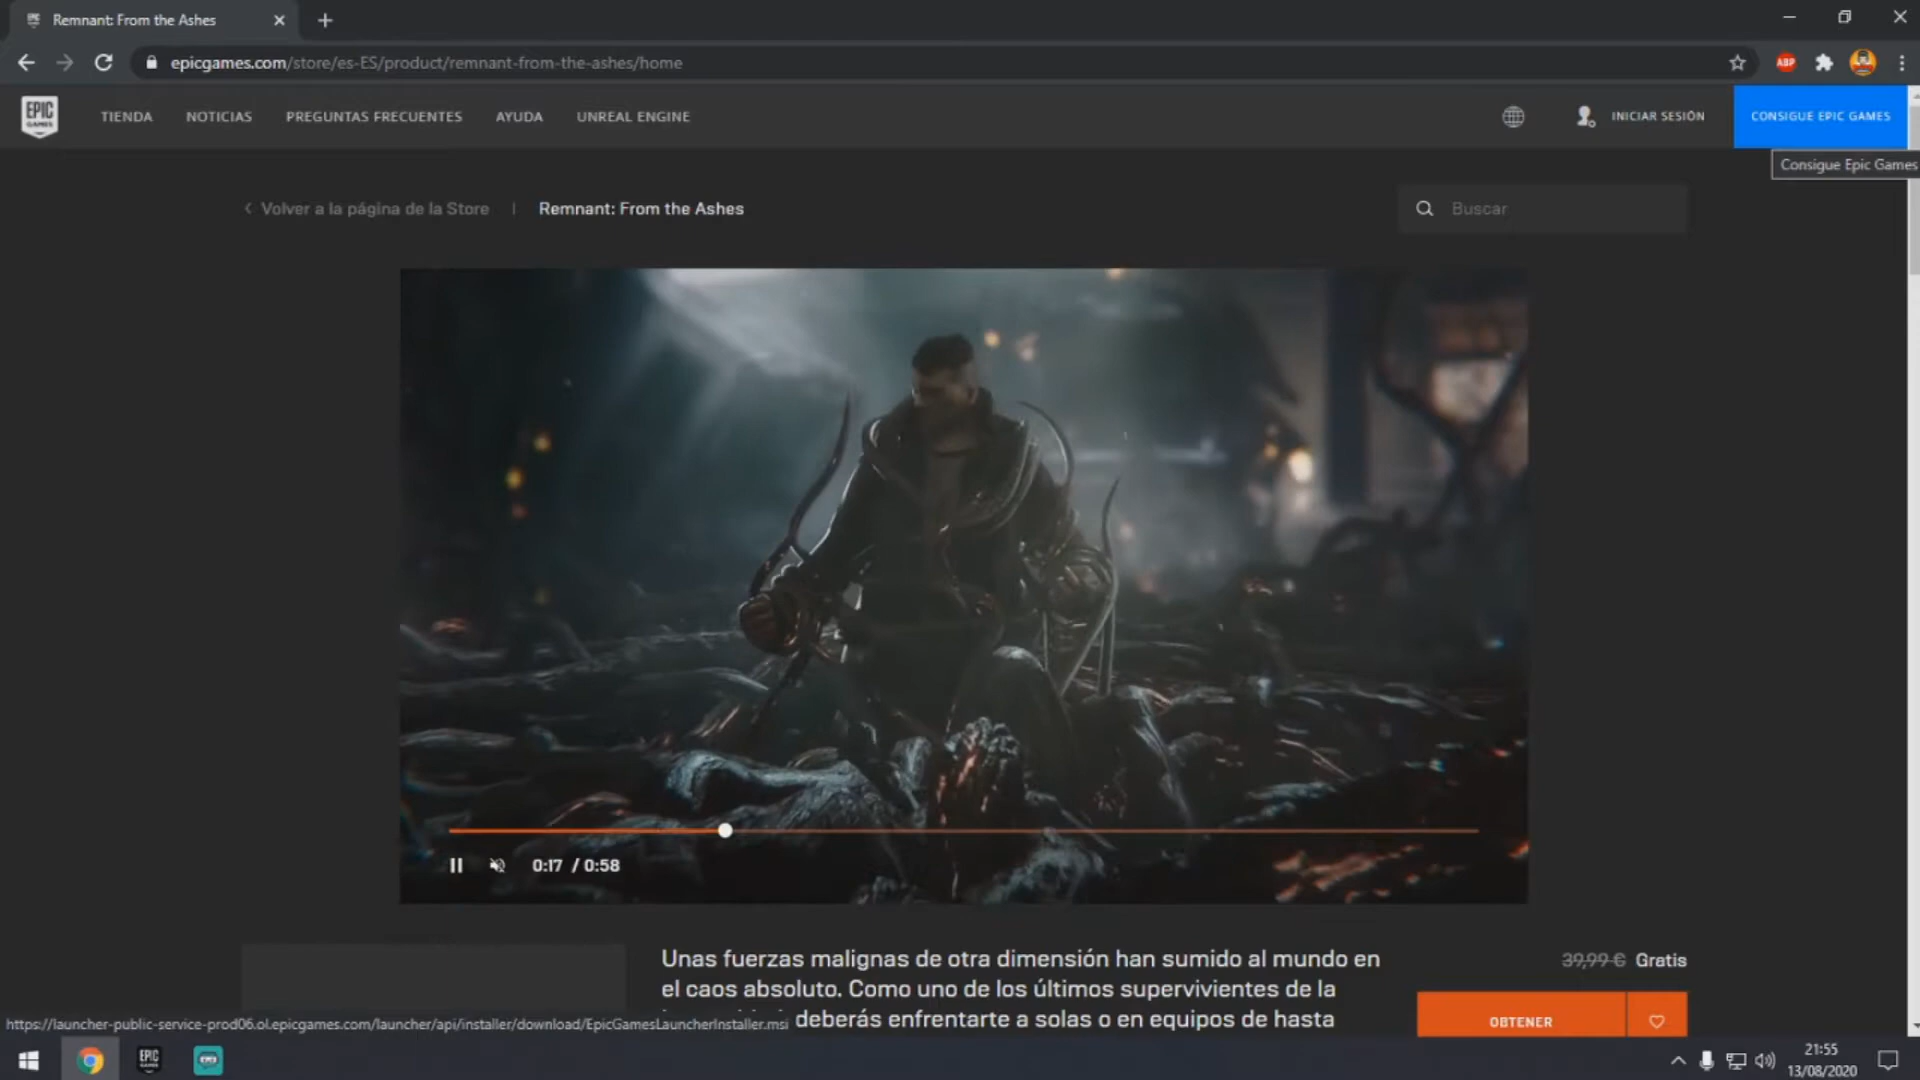 Remnant: From the Ashes
epicgames.com/store/es-ES/product/remnant-from-the-ashes/home
ABP
EPIC GAMES
TIENDA
NOTICIAS
PREGUNTAS FRECUENTES
AYUDA
UNREAL ENGINE
INICIAR SESIÓN
CONSIGUE EPIC GAMES
Consigue Epic Games
Volver a la página de la Store | Remnant: From the Ashes
Buscar
0:17 / 0:58
Unas fuerzas malignas de otra dimensión han sumido al mundo en
el caos absoluto. Como uno de los últimos supervivientes de la
deberás enfrentarte a solas o en equipos de hasta
39,99 € Gratis
OBTENER
https://launcher-public-service-prod06.ol.epicgames.com/launcher/api/installer/download/EpicGamesLauncherInstaller.msi
EPIC GAMES
21:55
13/08/2020